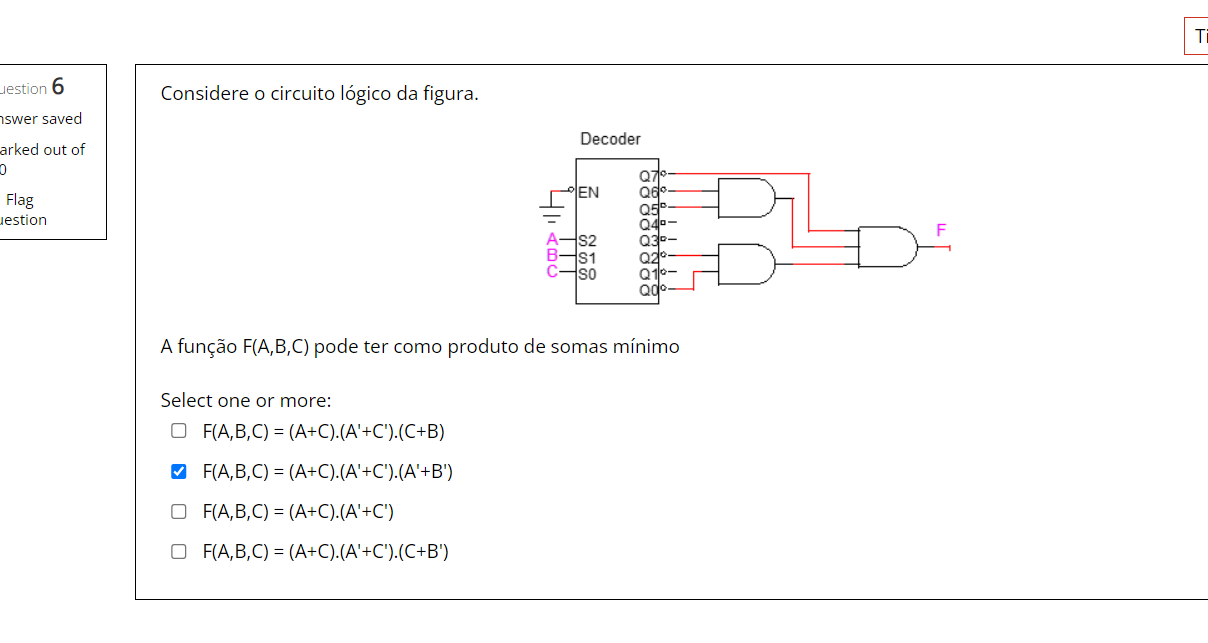 Ti
uestion 6
nswer saved
arked out of
0
Flag
uestion
Considere o circuito lógico da figura.
Decoder
EN
A
B
C
S2
S1
S0
Q7
Q6
Q5
Q4
Q3
Q2
Q1
Q0
F
A função F(A,B,C) pode ter como produto de somas mínimo
Select one or more:
F(A,B,C) = (A+C).(A'+C').(C+B)
F(A,B,C) = (A+C).(A'+C').(A'+B')
F(A,B,C) = (A+C).(A'+C')
F(A,B,C) = (A+C).(A'+C').(C+B')